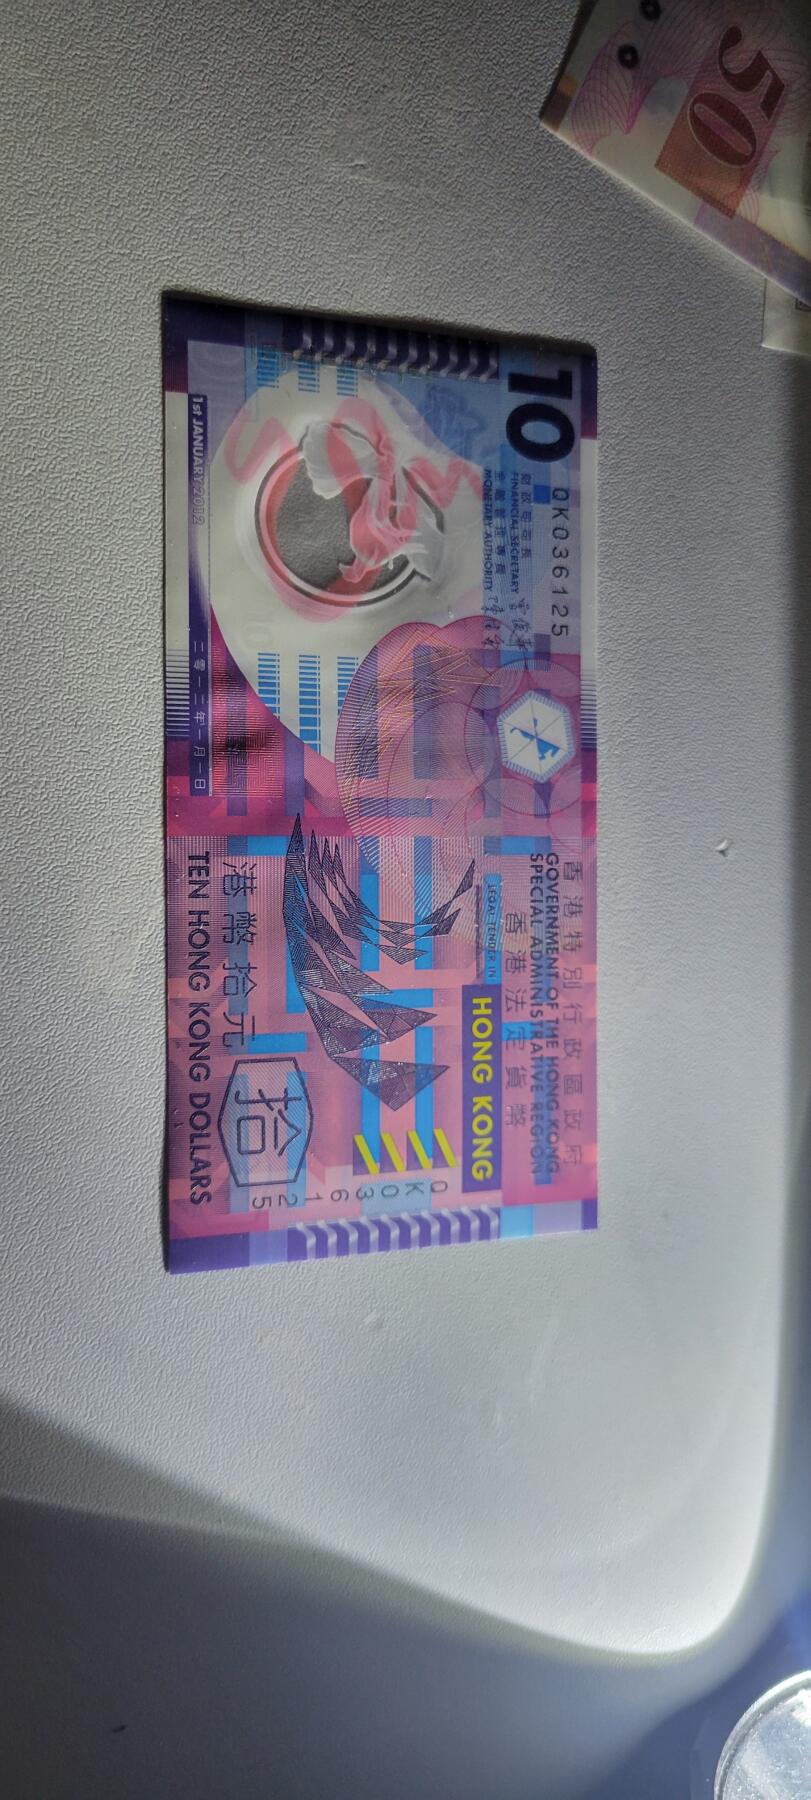 10
QK036125
財政司司長
FINANCIAL SECRETARY
金融管理專員
MONETARY AUTHORITY
1st JANUARY 2012
二零一二年一月一日
香港特別行政區政府
GOVERNMENT OF THE HONG KONG
SPECIAL ADMINISTRATIVE REGION
香港法定貨幣
LEGAL TENDER IN
HONG KONG
QK036125
港幣拾元
拾
TEN HONG KONG DOLLARS
50